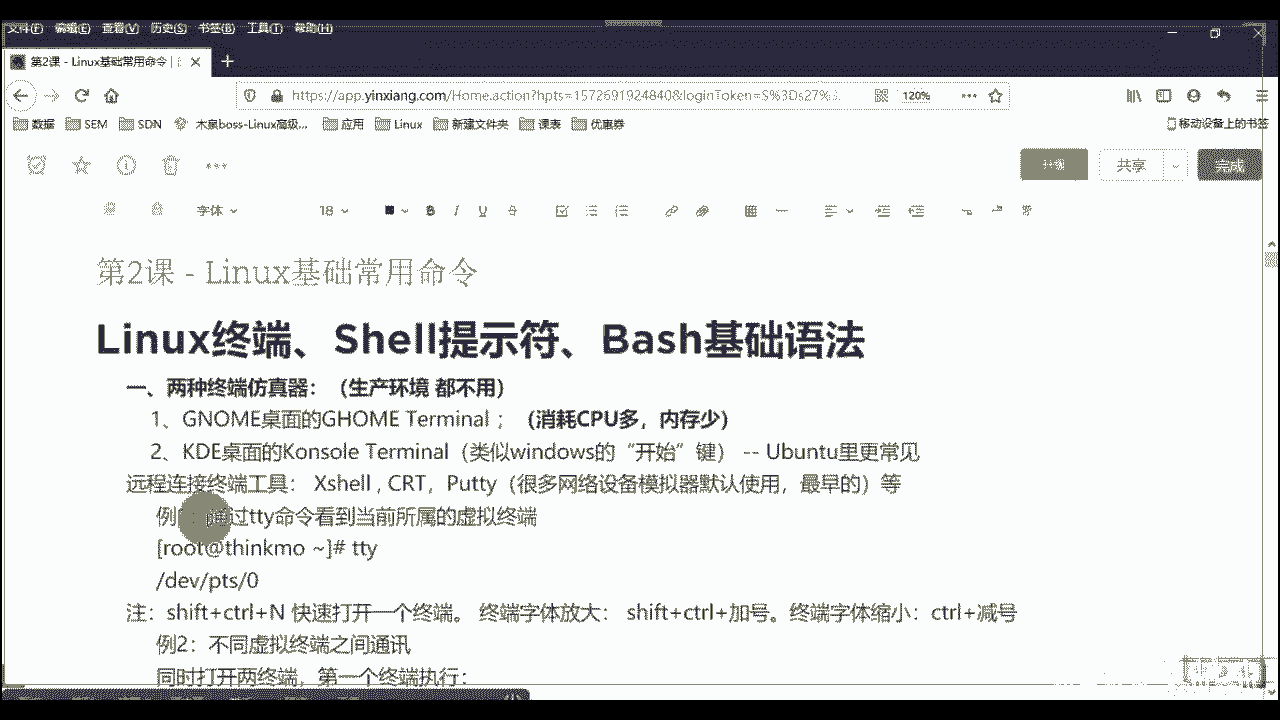 文件(F) 编辑(E) 查看(V) 历史(S) 书签(B) 工具(T) 帮助(H)
第2课 - Linux基础常用命令 |
https://app.yinxiang.com/Home.action?hpts=1572691924840&loginToken=S%3Ds27%
120%
数据 SEM SDN 木泉boss-Linux高级... 应用 Linux 新建文件夹 课表 优惠券 移动设备上的书签
共享 完成
字体 18 B I U
第2课 - Linux基础常用命令
Linux终端、Shell提示符、Bash基础语法
一、两种终端仿真器：（生产环境 都不用）
1、GNOME桌面的GHOME Terminal ； （消耗CPU多，内存少）
2、KDE桌面的Konsole Terminal（类似windows的“开始”键） -- Ubuntu里更常见
远程连接终端工具： Xshell , CRT，Putty（很多网络设备模拟器默认使用，最早的）等
过tty命令看到当前所属的虚拟终端
[root@thinkmo ~]# tty
/dev/pts/0
注：shift+ctrl+N 快速打开一个终端。 终端字体放大： shift+ctrl+加号。终端字体缩小：ctrl+减号
例2：不同虚拟终端之间通讯
同时打开两终端，第一个终端执行：